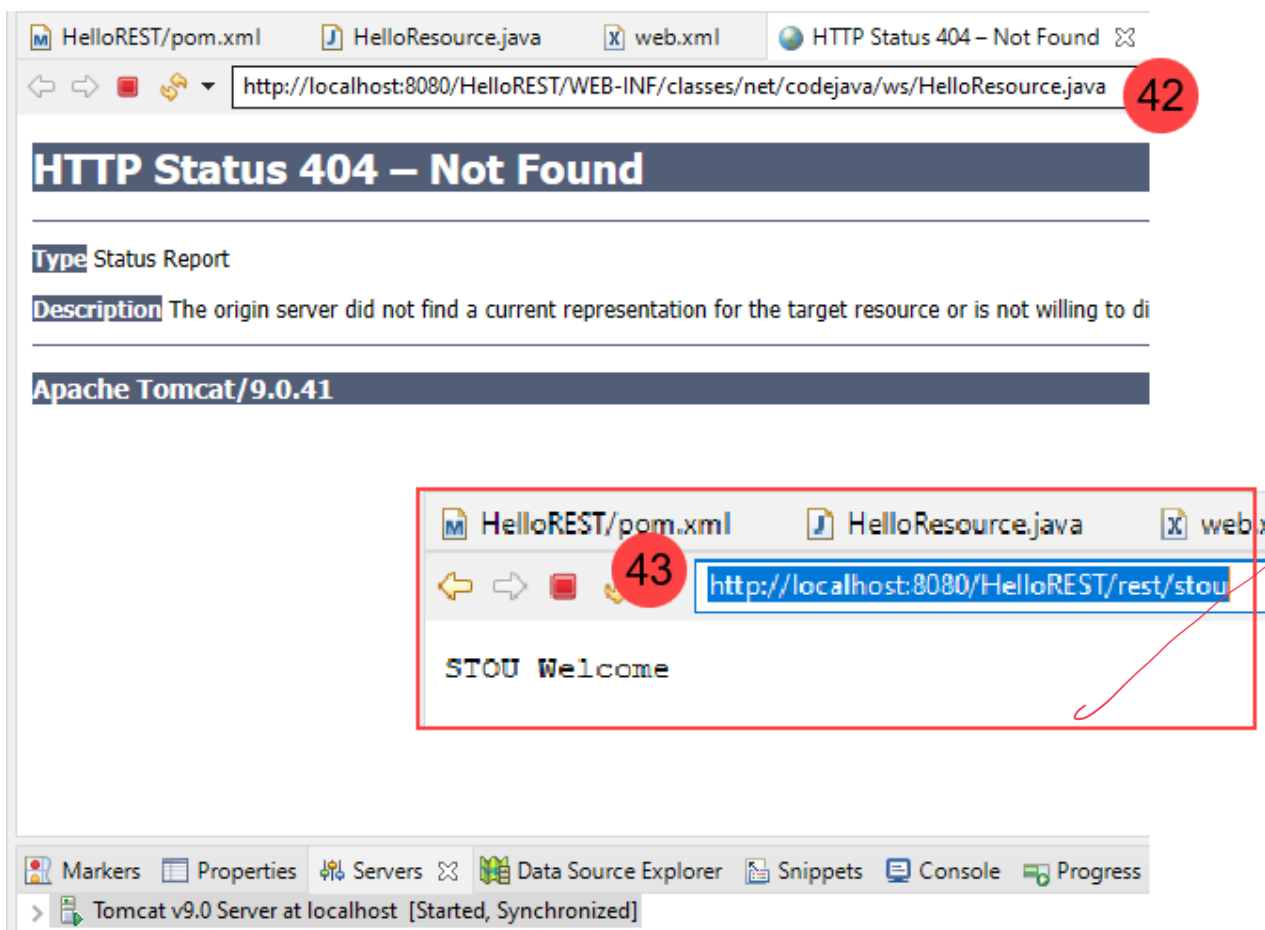 HelloREST/pom.xml HelloResource.java web.xml HTTP Status 404 – Not Found
http://localhost:8080/HelloREST/WEB-INF/classes/net/codejava/ws/HelloResource.java
42
HTTP Status 404 – Not Found
Type Status Report
Description The origin server did not find a current representation for the target resource or is not willing to di
Apache Tomcat/9.0.41
HelloREST/pom.xml HelloResource.java web.x
43
http://localhost:8080/HelloREST/rest/stou
STOU Welcome
Markers Properties Servers Data Source Explorer Snippets Console Progress
Tomcat v9.0 Server at localhost [Started, Synchronized]